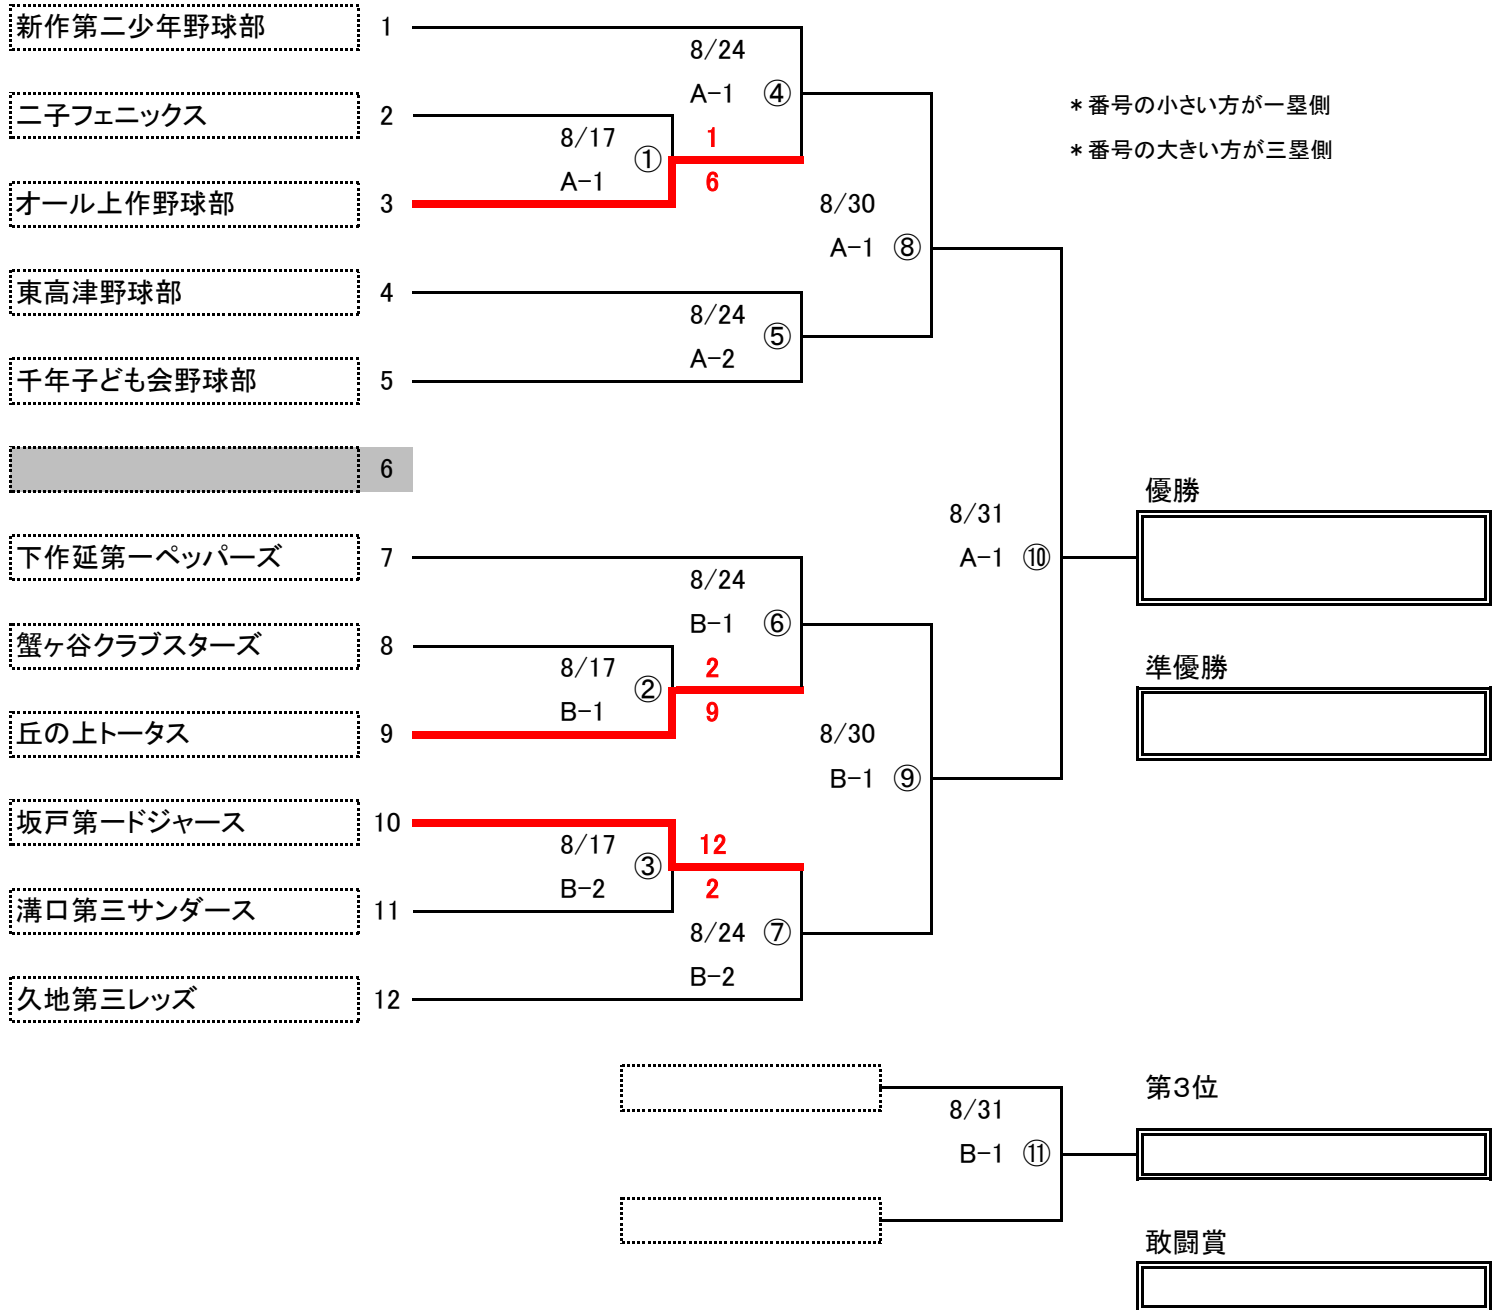 新作第二少年野球部 1
8/24
A-1 ④
二子フェニックス 2
8/17
①
A-1
1
6
オール上作野球部 3
8/30
A-1 ⑧
東高津野球部 4
8/24
⑤
A-2
千年子ども会野球部 5
6
下作延第一ペッパーズ 7
8/24
B-1 ⑥
蟹ヶ谷クラブスターズ 8
8/17
②
B-1
2
9
丘の上トータス 9
8/30
B-1 ⑨
坂戸第一ドジャース 10
8/17
③
B-2
12
2
溝口第三サンダース 11
8/24 ⑦
B-2
久地第三レッズ 12
8/31
A-1 ⑩
8/31
B-1 ⑪
＊番号の小さい方が一塁側
＊番号の大きい方が三塁側
優勝
準優勝
第3位
敢闘賞